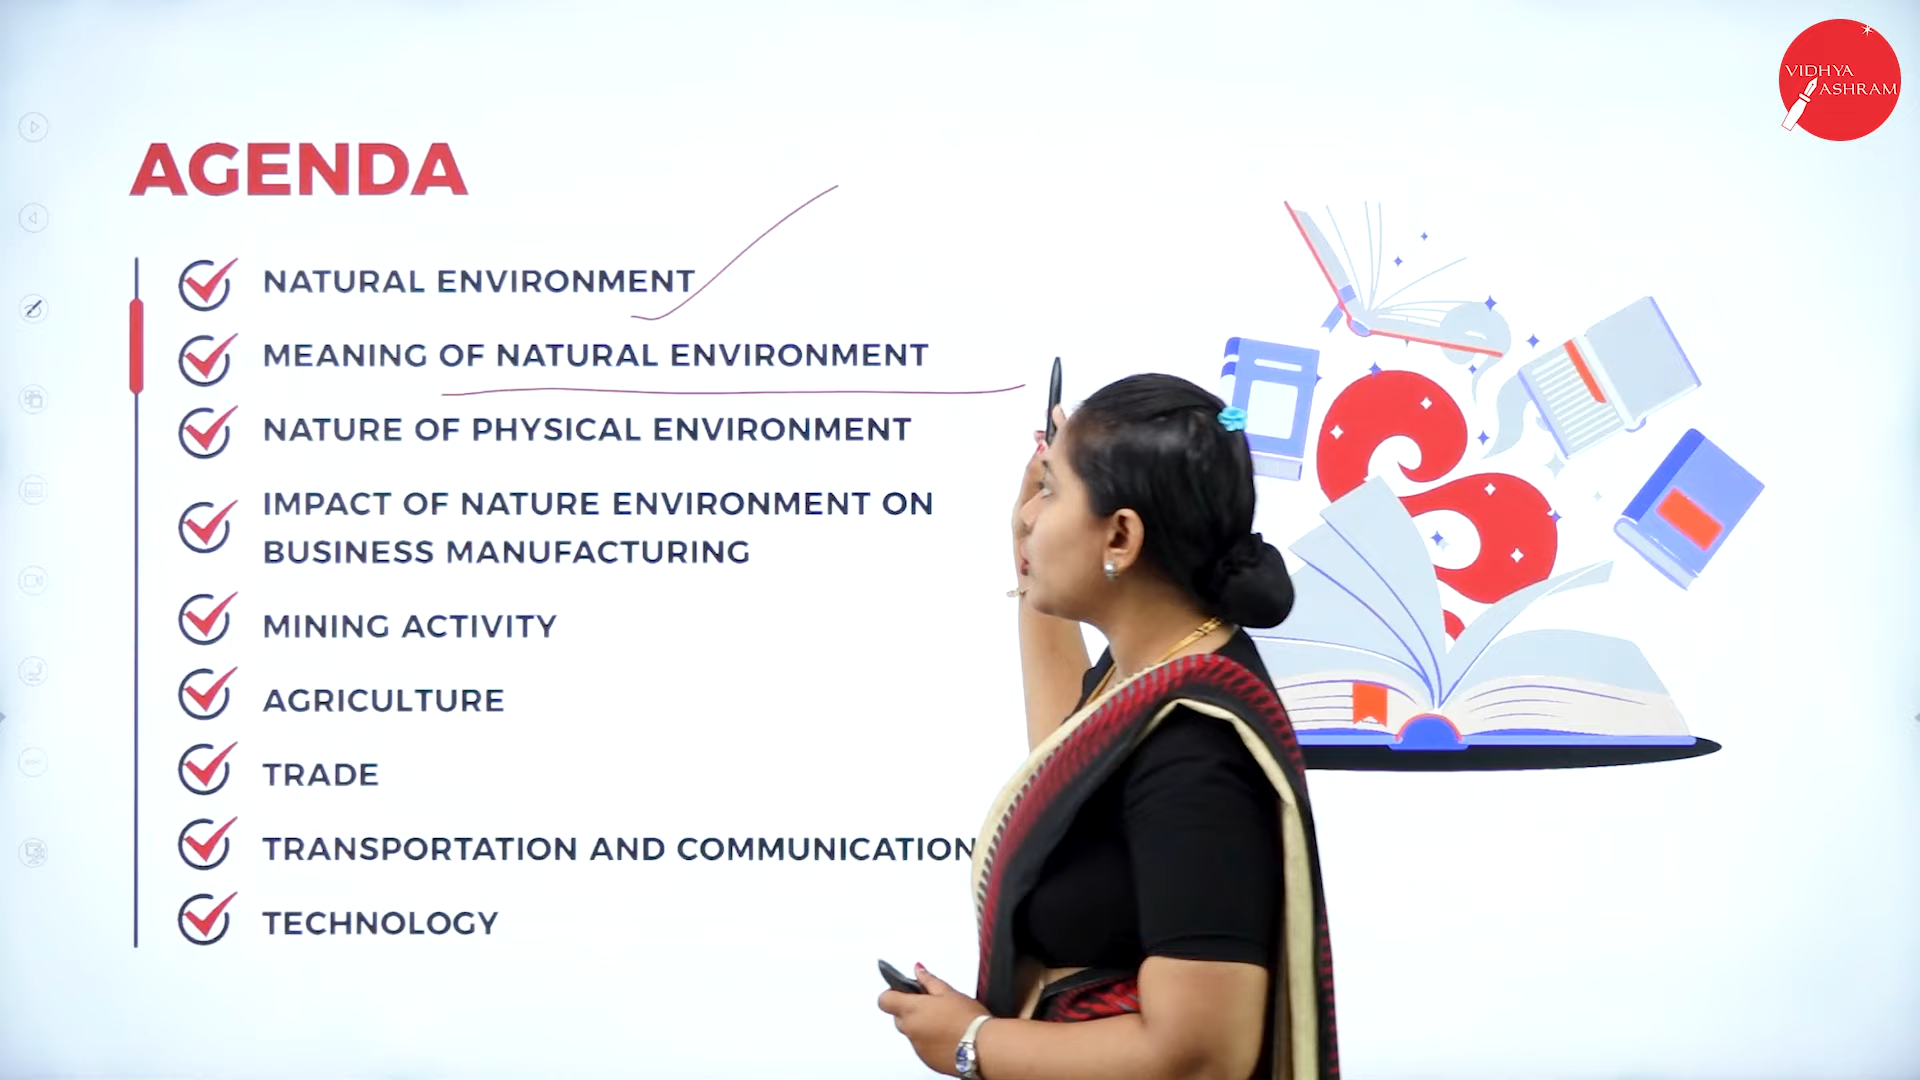 VIDHYA
ASHRAM
AGENDA
NATURAL ENVIRONMENT
MEANING OF NATURAL ENVIRONMENT
NATURE OF PHYSICAL ENVIRONMENT
IMPACT OF NATURE ENVIRONMENT ON
BUSINESS MANUFACTURING
MINING ACTIVITY
AGRICULTURE
TRADE
TRANSPORTATION AND COMMUNICATION
TECHNOLOGY